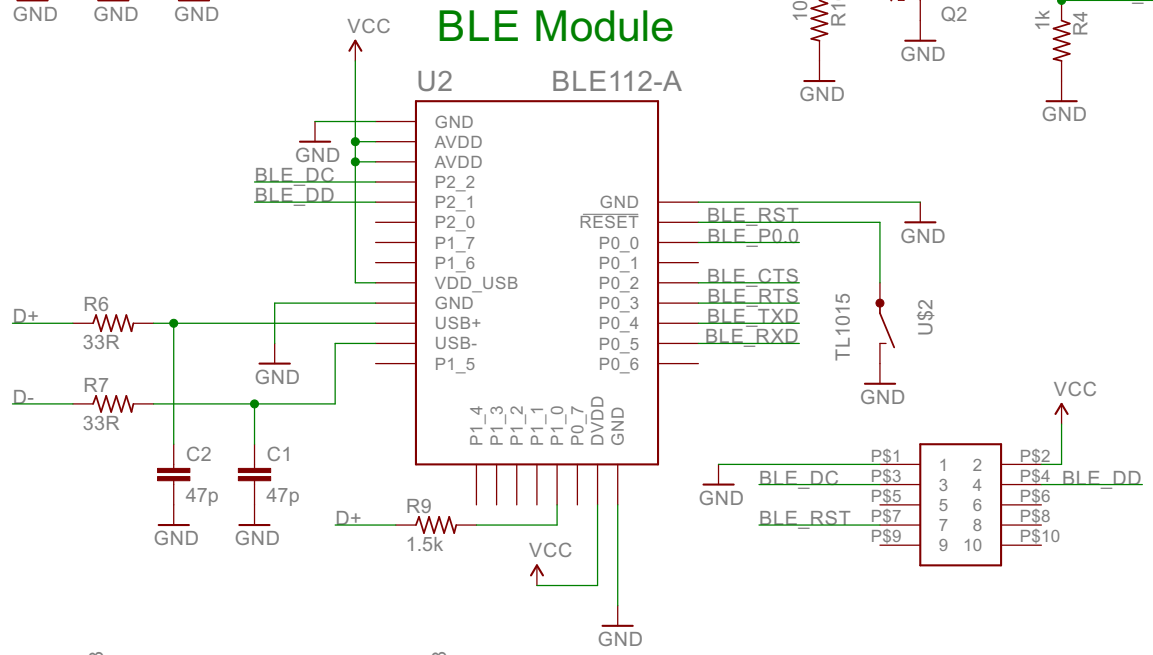 GND GND GND
BLE Module
VCC
10
R1
Q2
GND
GND
1k
R4
GND
U2 BLE112-A
GND
AVDD
AVDD
P2_2
P2_1
P2_0
P1_7
P1_6
VDD_USB
GND
USB+
USB-
P1_5
GND
BLE_DC
BLE_DD
GND
RESET
P0_0
P0_1
P0_2
P0_3
P0_4
P0_5
P0_6
BLE_RST
BLE_P0.0
BLE_CTS
BLE_RTS
BLE_TXD
BLE_RXD
GND
TL1015
U$2
GND
D+
R6
33R
GND
D-
R7
33R
P1_4
P1_3
P1_2
P1_1
P1_0
P0_7
DVDD
GND
C2
47p
C1
47p
GND GND
D+
R9
1.5k
VCC
GND
VCC
P$1 1 2 P$2
P$3 3 4 P$4
P$5 5 6 P$6
P$7 7 8 P$8
P$9 9 10 P$10
GND
BLE_DC
BLE_DD
BLE_RST